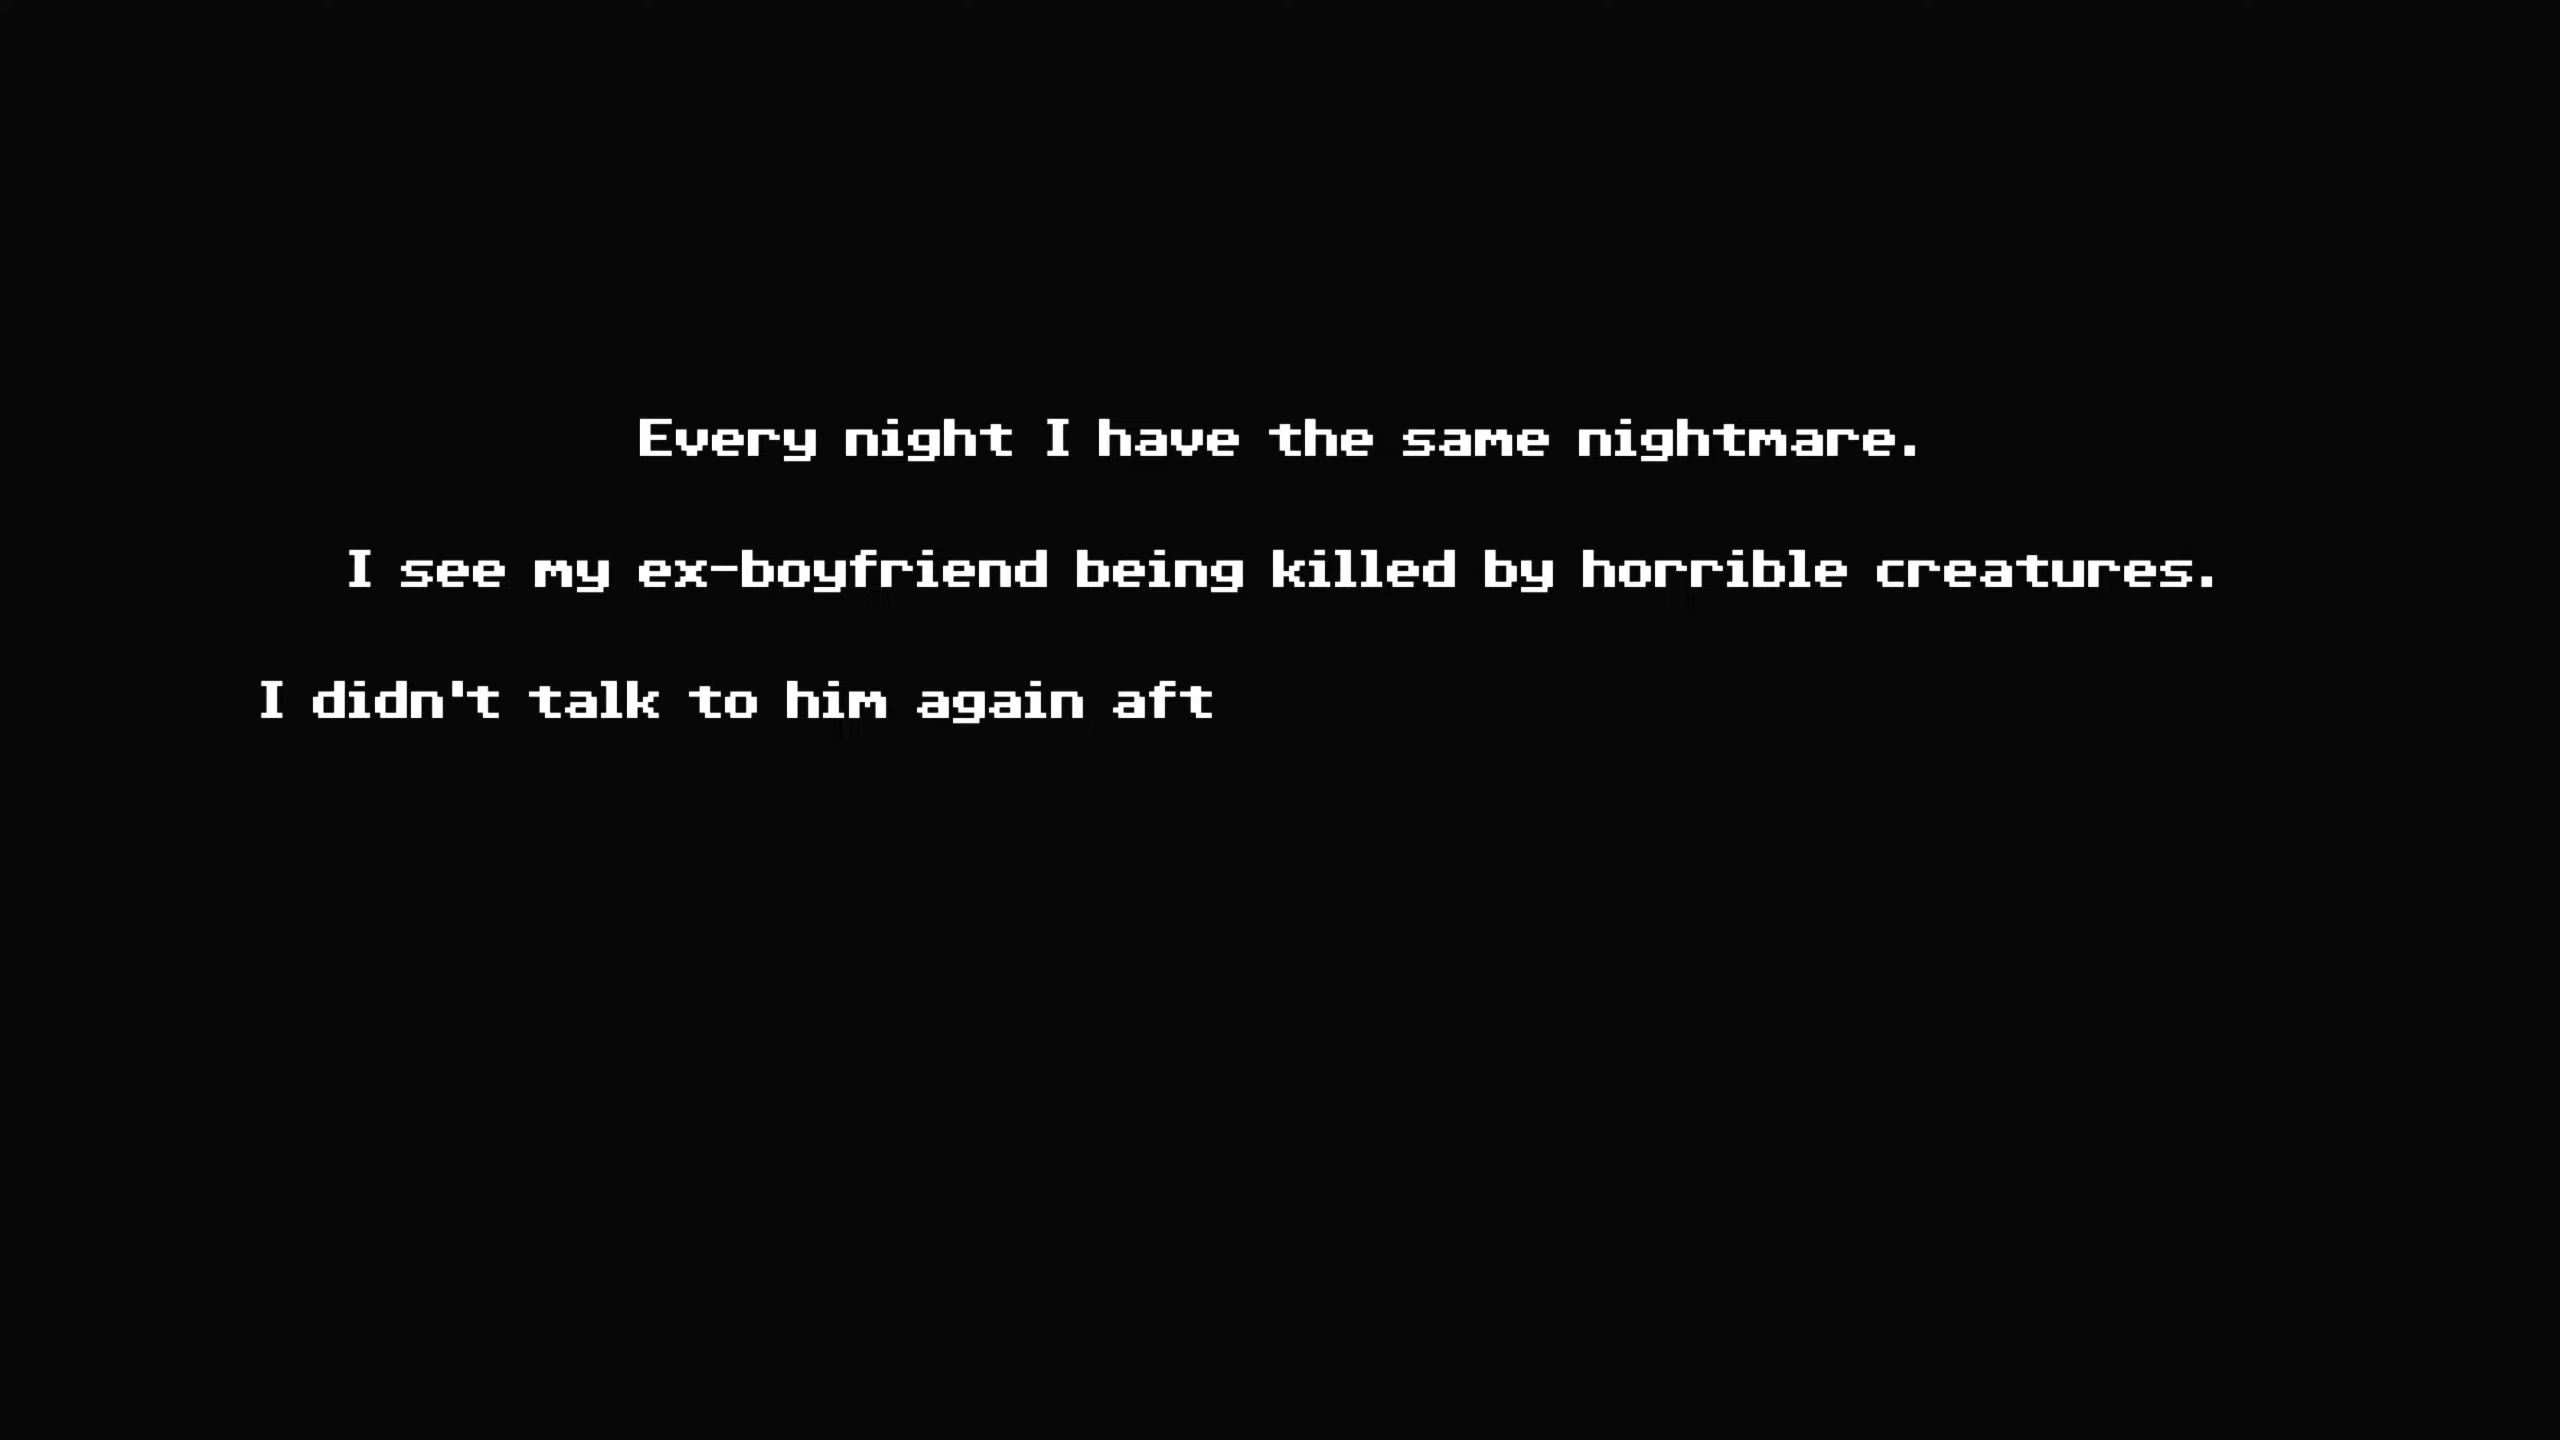 Every night I have the same nightmare.
I see my ex-boyfriend being killed by horrible creatures.
I didn't talk to him again aft